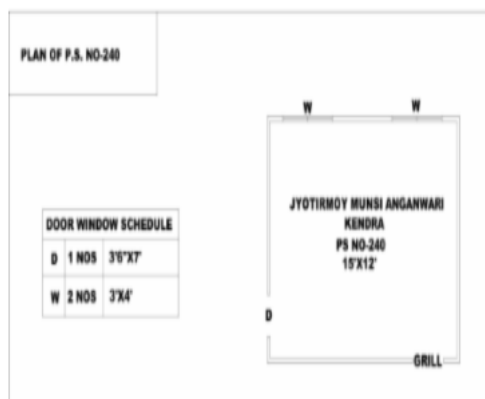 PLAN OF P.S. NO-240
W W
JYOTIRMOY MUNSI ANGANWARI
KENDRA
PS NO-240
15'X12'
DOOR WINDOW SCHEDULE
D 1 NOS 3'6"X7'
W 2 NOS 3'X4'
D
GRILL